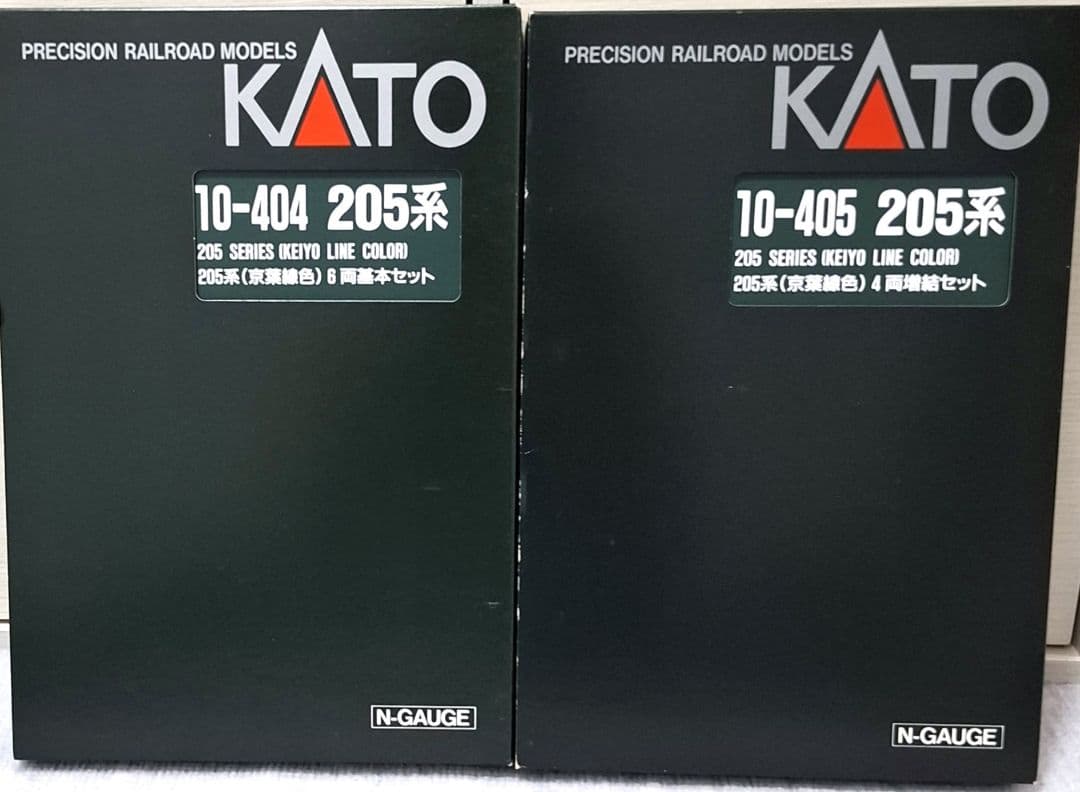 PRECISION RAILROAD MODELS
KATO
10-404 205系
205 SERIES (KEIYO LINE COLOR)
205系(京葉線色) 6両基本セット
N-GAUGE
PRECISION RAILROAD MODELS
KATO
10-405 205系
205 SERIES (KEIYO LINE COLOR)
205系(京葉線色) 4両増結セット
N-GAUGE